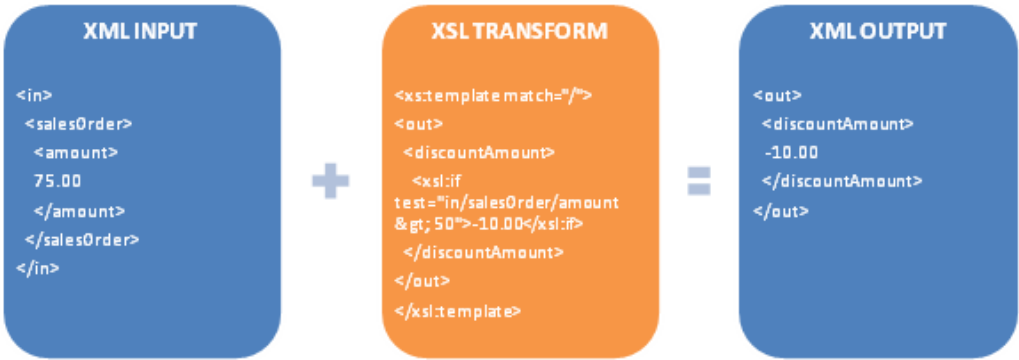 XML INPUT
<in>
<salesOrder>
<amount>
75.00
</amount>
</salesOrder>
</in>
XSL TRANSFORM
<xs:template match="/">
<out>
<discountAmount>
<xsl:if
test="in/salesOrder/amount
&gt; 50">-10.00</xsl:if>
</discountAmount>
</out>
</xsl:template>
XML OUTPUT
<out>
<discountAmount>
-10.00
</discountAmount>
</out>